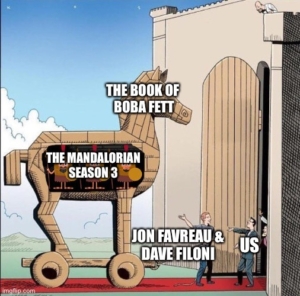 THE BOOK OF
BOBA FETT
THE MANDALORIAN
SEASON 3
JON FAVREAU &
DAVE FILONI
US
imgflip.com